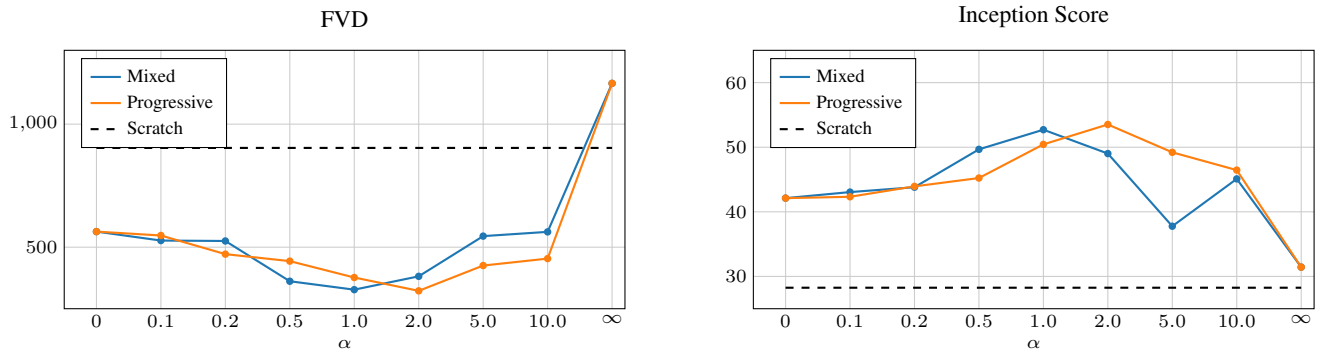 FVD
Mixed
Progressive
Scratch
1,000
500
0 0.1 0.2 0.5 1.0 2.0 5.0 10.0 ∞
α
Inception Score
Mixed
Progressive
Scratch
60
50
40
30
0 0.1 0.2 0.5 1.0 2.0 5.0 10.0 ∞
α